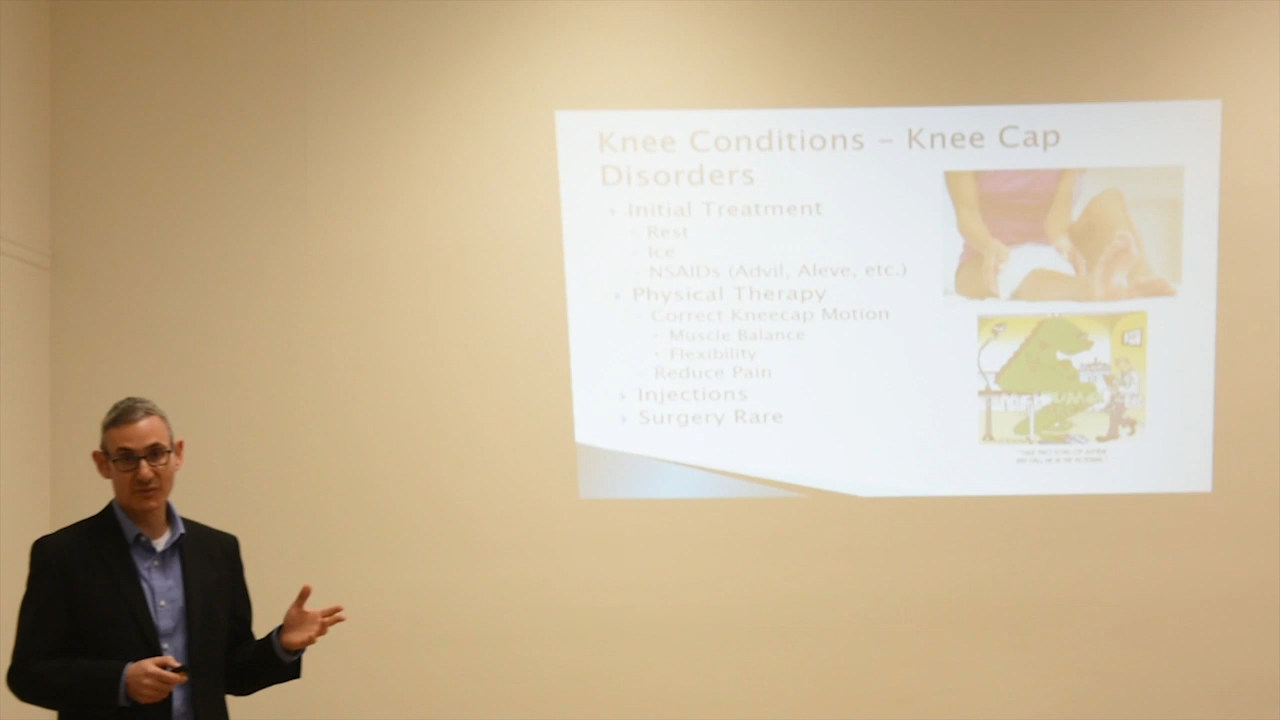 Knee Conditions – Knee Cap
Disorders
Initial Treatment
Rest
Ice
NSAIDs (Advil, Aleve, etc.)
Physical Therapy
Correct Kneecap Motion
Muscle Balance
Flexibility
Reduce Pain
Injections
Surgery Rare